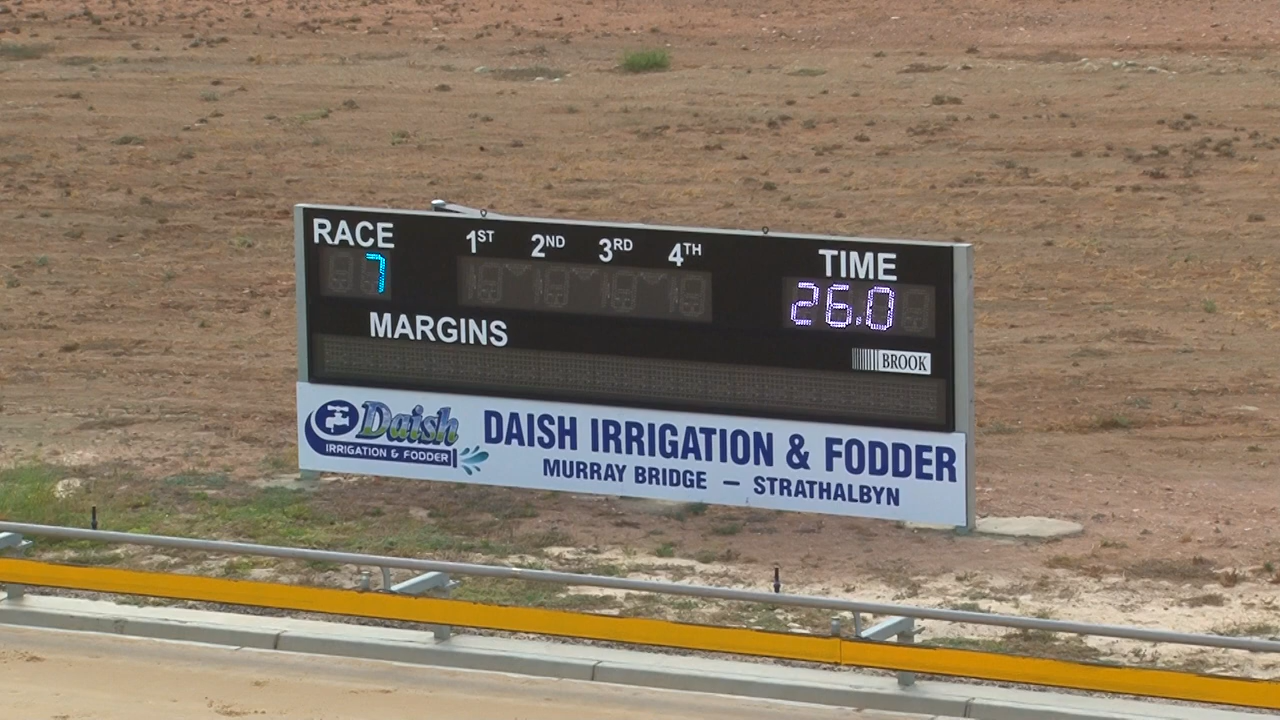 RACE 1ST 2ND 3RD 4TH TIME
7 26.0
MARGINS
BROOK
Daish
IRRIGATION & FODDER
DAISH IRRIGATION & FODDER
MURRAY BRIDGE – STRATHALBYN